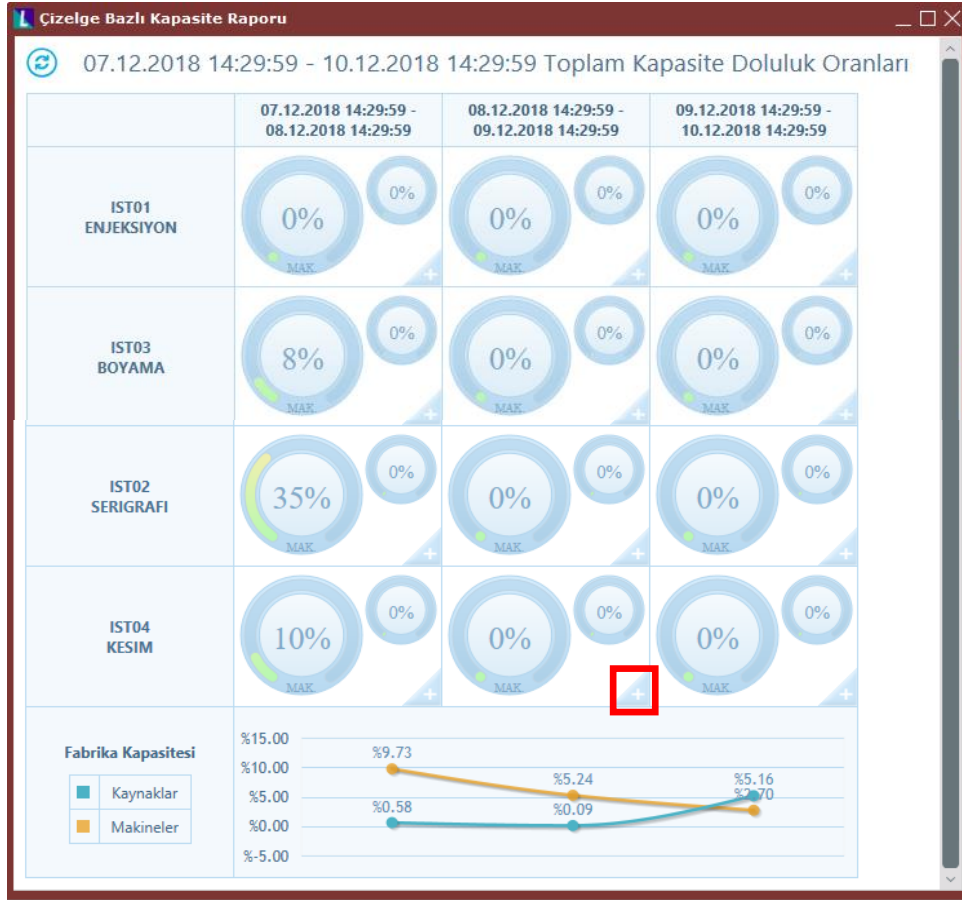 Çizelge Bazlı Kapasite Raporu
07.12.2018 14:29:59 - 10.12.2018 14:29:59 Toplam Kapasite Doluluk Oranları
07.12.2018 14:29:59 -
08.12.2018 14:29:59
08.12.2018 14:29:59 -
09.12.2018 14:29:59
09.12.2018 14:29:59 -
10.12.2018 14:29:59
IST01
ENJEKSIYON
0%
0%
MAK
0%
0%
MAK
0%
0%
MAK
IST03
BOYAMA
8%
0%
MAK
0%
0%
MAK
0%
0%
MAK
IST02
SERIGRAFI
35%
0%
MAK
0%
0%
MAK
0%
0%
MAK
IST04
KESIM
10%
0%
MAK
0%
0%
MAK
0%
0%
MAK
Fabrika Kapasitesi
Kaynaklar
Makineler
%15.00
%10.00
%5.00
%0.00
%-5.00
%9.73
%5.24
%5.16
%0.58
%0.09
%2.70